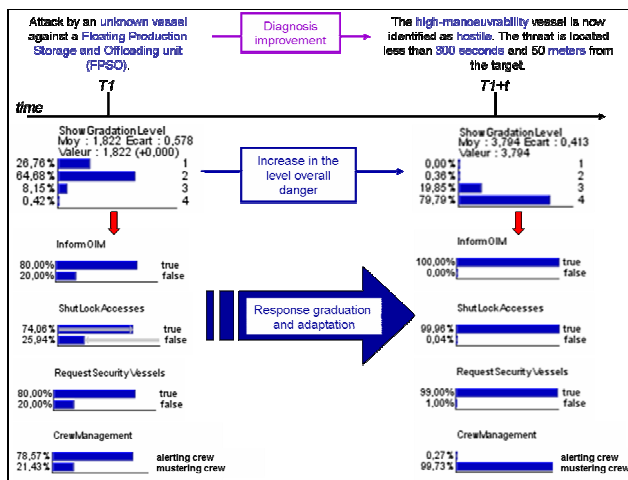 Attack by an unknown vessel
against a Floating Production
Storage and Offloading unit
(FPSO).
Diagnosis
improvement
The high-manoeuvrability vessel is now
identified as hostile. The threat is located
less than 300 seconds and 50 meters from
the target.
T1
T1+t
time
ShowGradationLevel
Moy : 1,822 Ecart : 0,578
Valeur : 1,822 (+0,000)
26,76% 1
64,68% 2
8,15% 3
0,42% 4
Increase in the
level overall
danger
ShowGradationLevel
Moy : 3,794 Ecart : 0,413
Valeur : 3,794
0,00% 1
0,36% 2
19,85% 3
79,79% 4
InformOIM
80,00% true
20,00% false
ShutLockAccesses
74,06% true
25,94% false
RequestSecurityVessels
80,00% true
20,00% false
CrewManagement
78,57% alerting crew
21,43% mustering crew
Response graduation
and adaptation
InformOIM
100,00% true
0,00% false
ShutLockAccesses
99,96% true
0,04% false
RequestSecurityVessels
99,00% true
1,00% false
CrewManagement
0,27% alerting crew
99,73% mustering crew